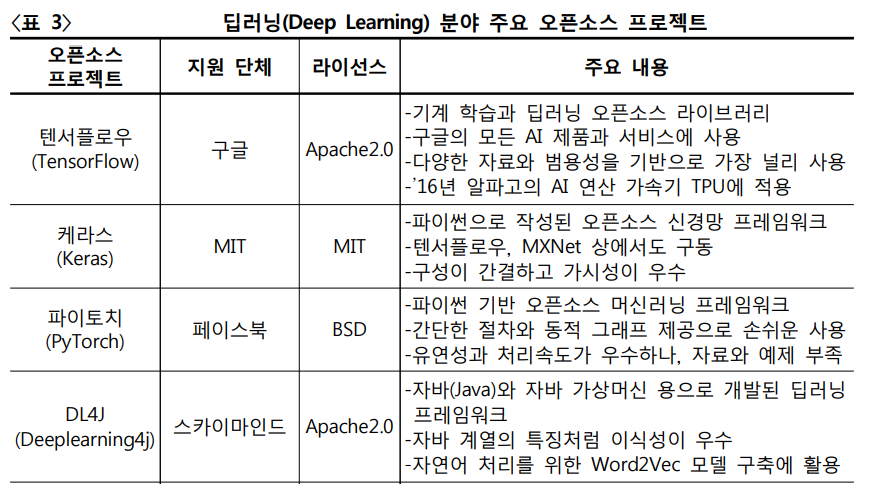 <표 3> 딥러닝(Deep Learning) 분야 주요 오픈소스 프로젝트
오픈소스
프로젝트
지원 단체
라이선스
주요 내용
텐서플로우
(TensorFlow)
구글
Apache2.0
-기계 학습과 딥러닝 오픈소스 라이브러리
-구글의 모든 AI 제품과 서비스에 사용
-다양한 자료와 범용성을 기반으로 가장 널리 사용
-’16년 알파고의 AI 연산 가속기 TPU에 적용
케라스
(Keras)
MIT
MIT
-파이썬으로 작성된 오픈소스 신경망 프레임워크
-텐서플로우, MXNet 상에서도 구동
-구성이 간결하고 가시성이 우수
파이토치
(PyTorch)
페이스북
BSD
-파이썬 기반 오픈소스 머신러닝 프레임워크
-간단한 절차와 동적 그래프 제공으로 손쉬운 사용
-유연성과 처리속도가 우수하나, 자료와 예제 부족
DL4J
(Deeplearning4j)
스카이마인드
Apache2.0
-자바(Java)와 자바 가상머신 용으로 개발된 딥러닝
프레임워크
-자바 계열의 특징처럼 이식성이 우수
-자연어 처리를 위한 Word2Vec 모델 구축에 활용